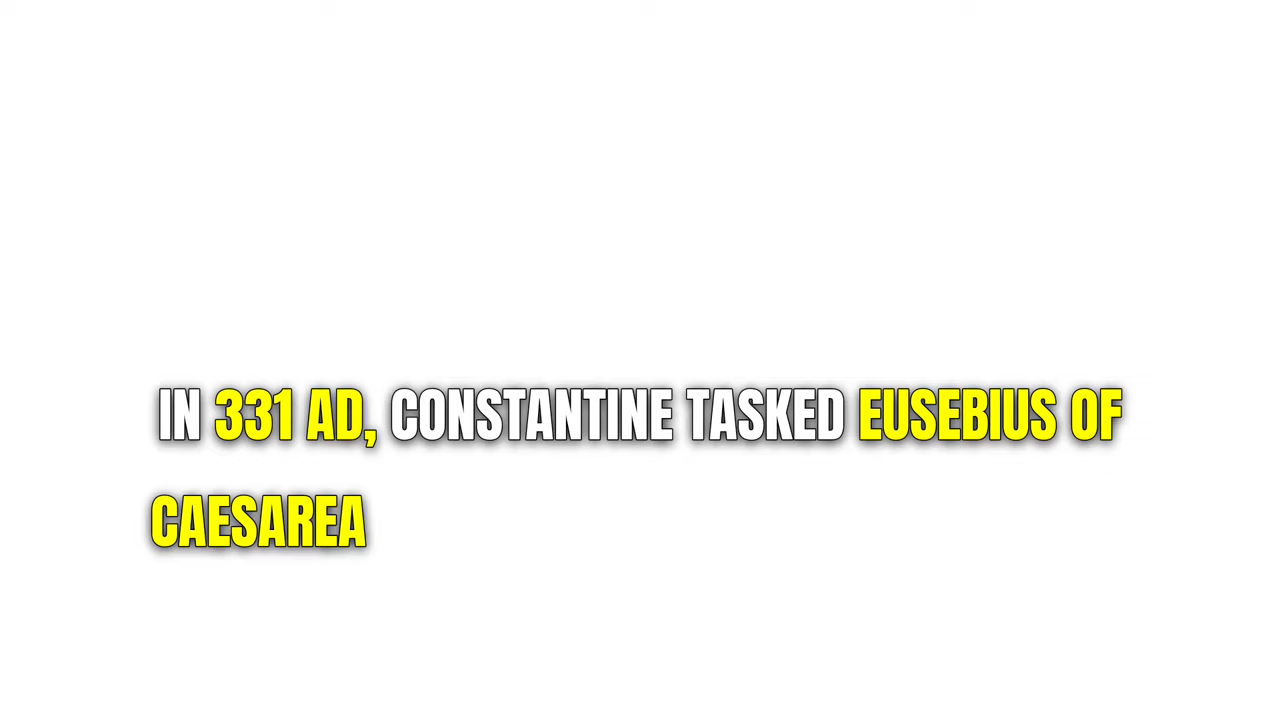 IN 331 AD, CONSTANTINE TASKED EUSEBIUS OF
CAESAREA